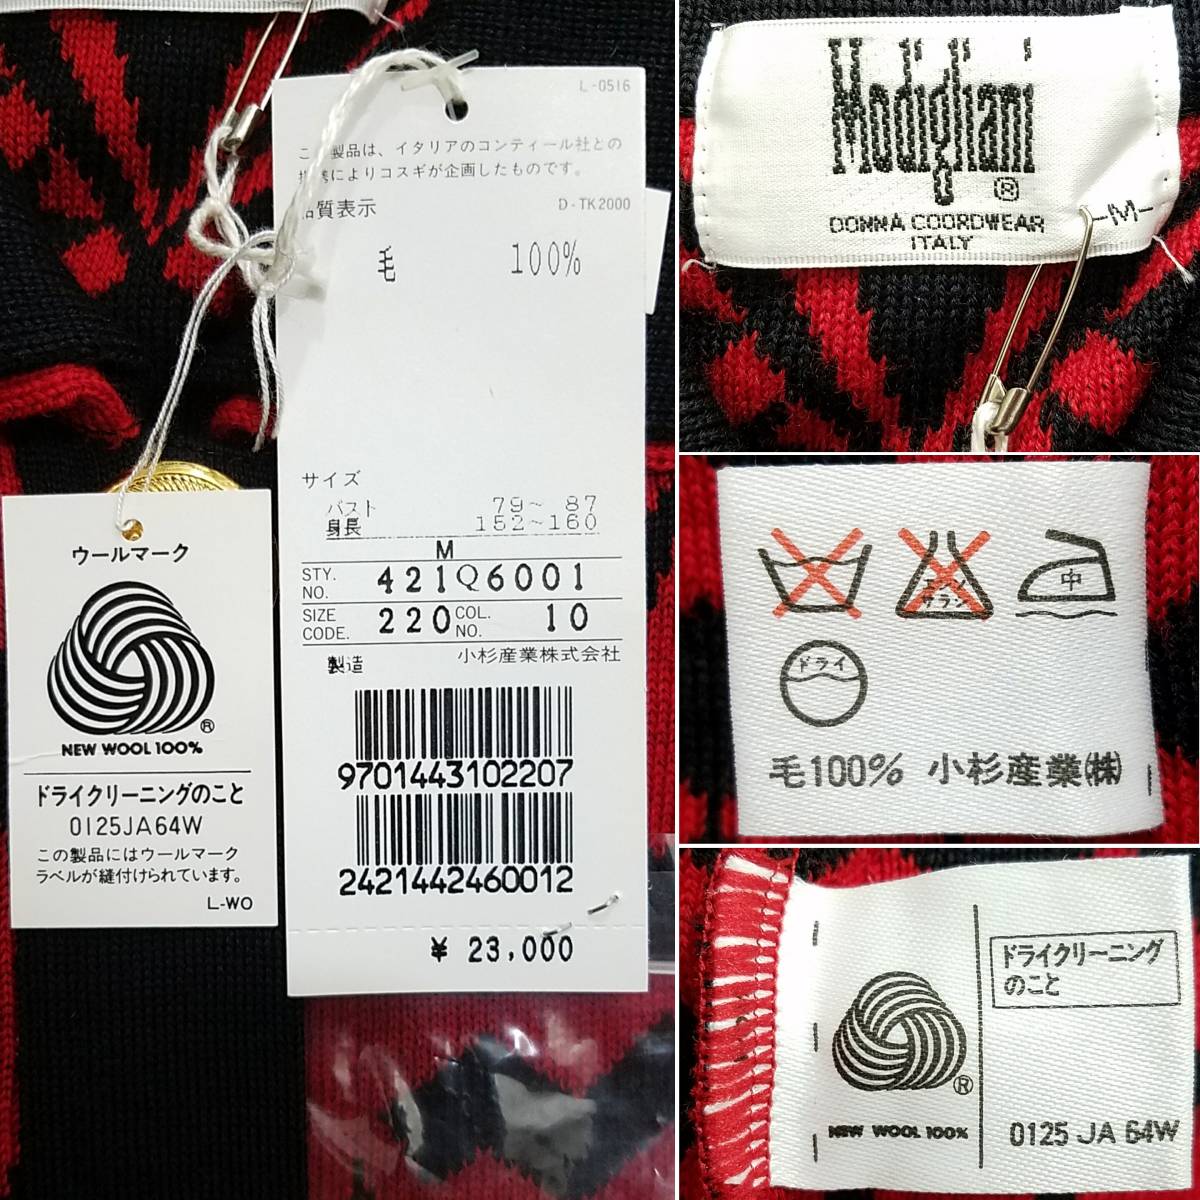 L-0516
この製品は、イタリアのコンティール社との
提携によりコスギが企画したものです。
品質表示 D-TK2000
毛 100%
サイズ
バスト 79~87
身長 152~160
M
STY. NO. 421Q6001
SIZE CODE. 220 COL. NO. 10
製造 小杉産業株式会社
9701443102207
2421442460012
¥ 23,000
ウールマーク
®
NEW WOOL 100%
ドライクリーニングのこと
0125JA64W
この製品にはウールマーク
ラベルが縫付けられています。
L-WO
Modigliani
®
DONNA COORDWEAR
ITALY
-M-
エンソ
サラシ
中
ドライ
毛100% 小杉産業㈱
ドライクリーニング
のこと
®
NEW WOOL 100%
0125 JA 64W